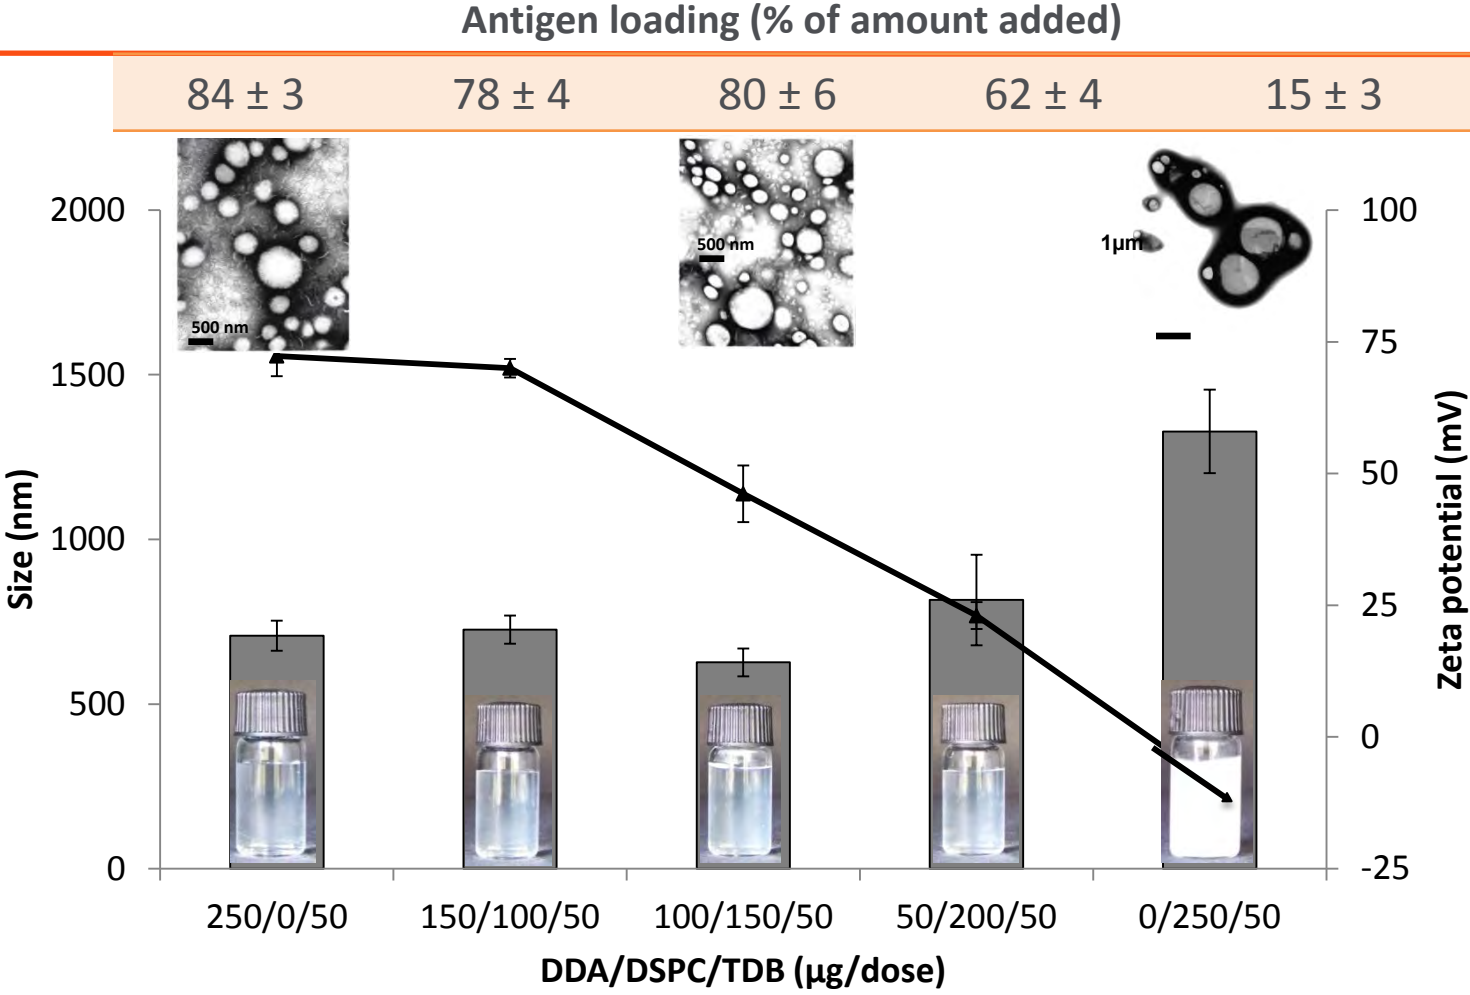 Antigen loading (% of amount added)
84 ± 3 78 ± 4 80 ± 6 62 ± 4 15 ± 3
2000
1500
1000
500
0
Size (nm)
500 nm
500 nm
1µm
100
75
50
25
0
-25
Zeta potential (mV)
250/0/50 150/100/50 100/150/50 50/200/50 0/250/50
DDA/DSPC/TDB (µg/dose)